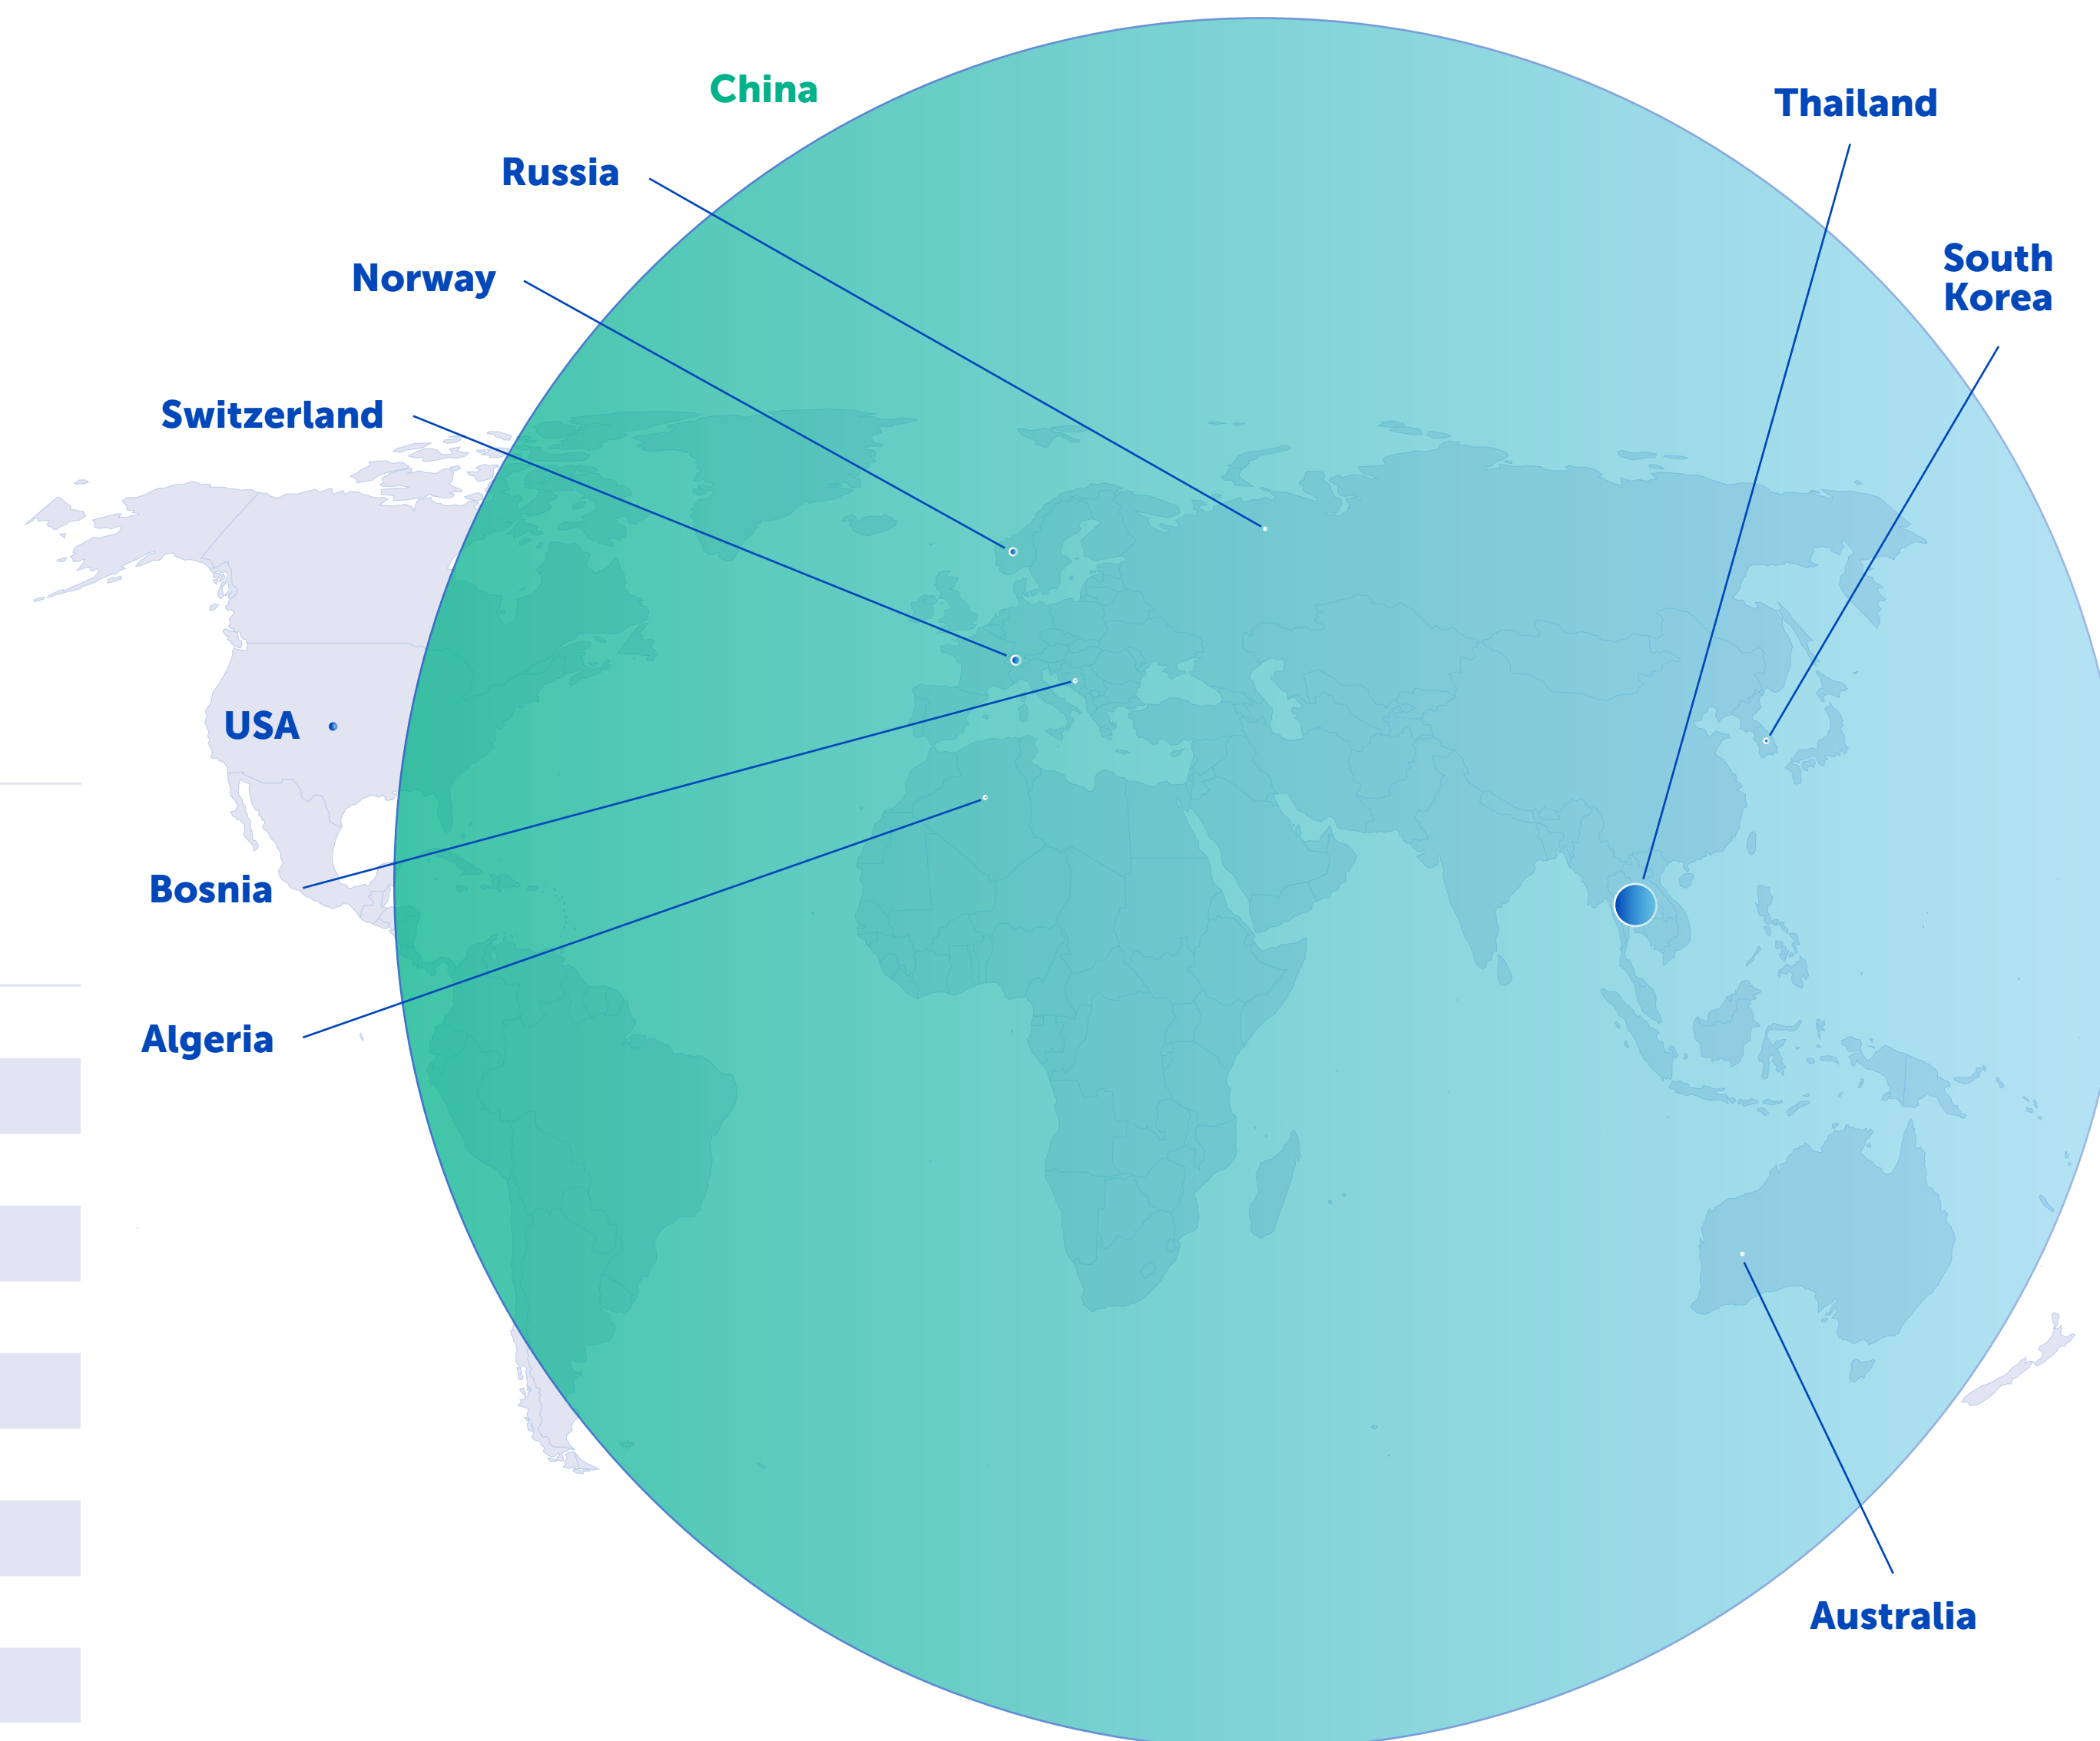 China
Thailand
Russia
South
Korea
Norway
Switzerland
USA
Bosnia
Algeria
Australia